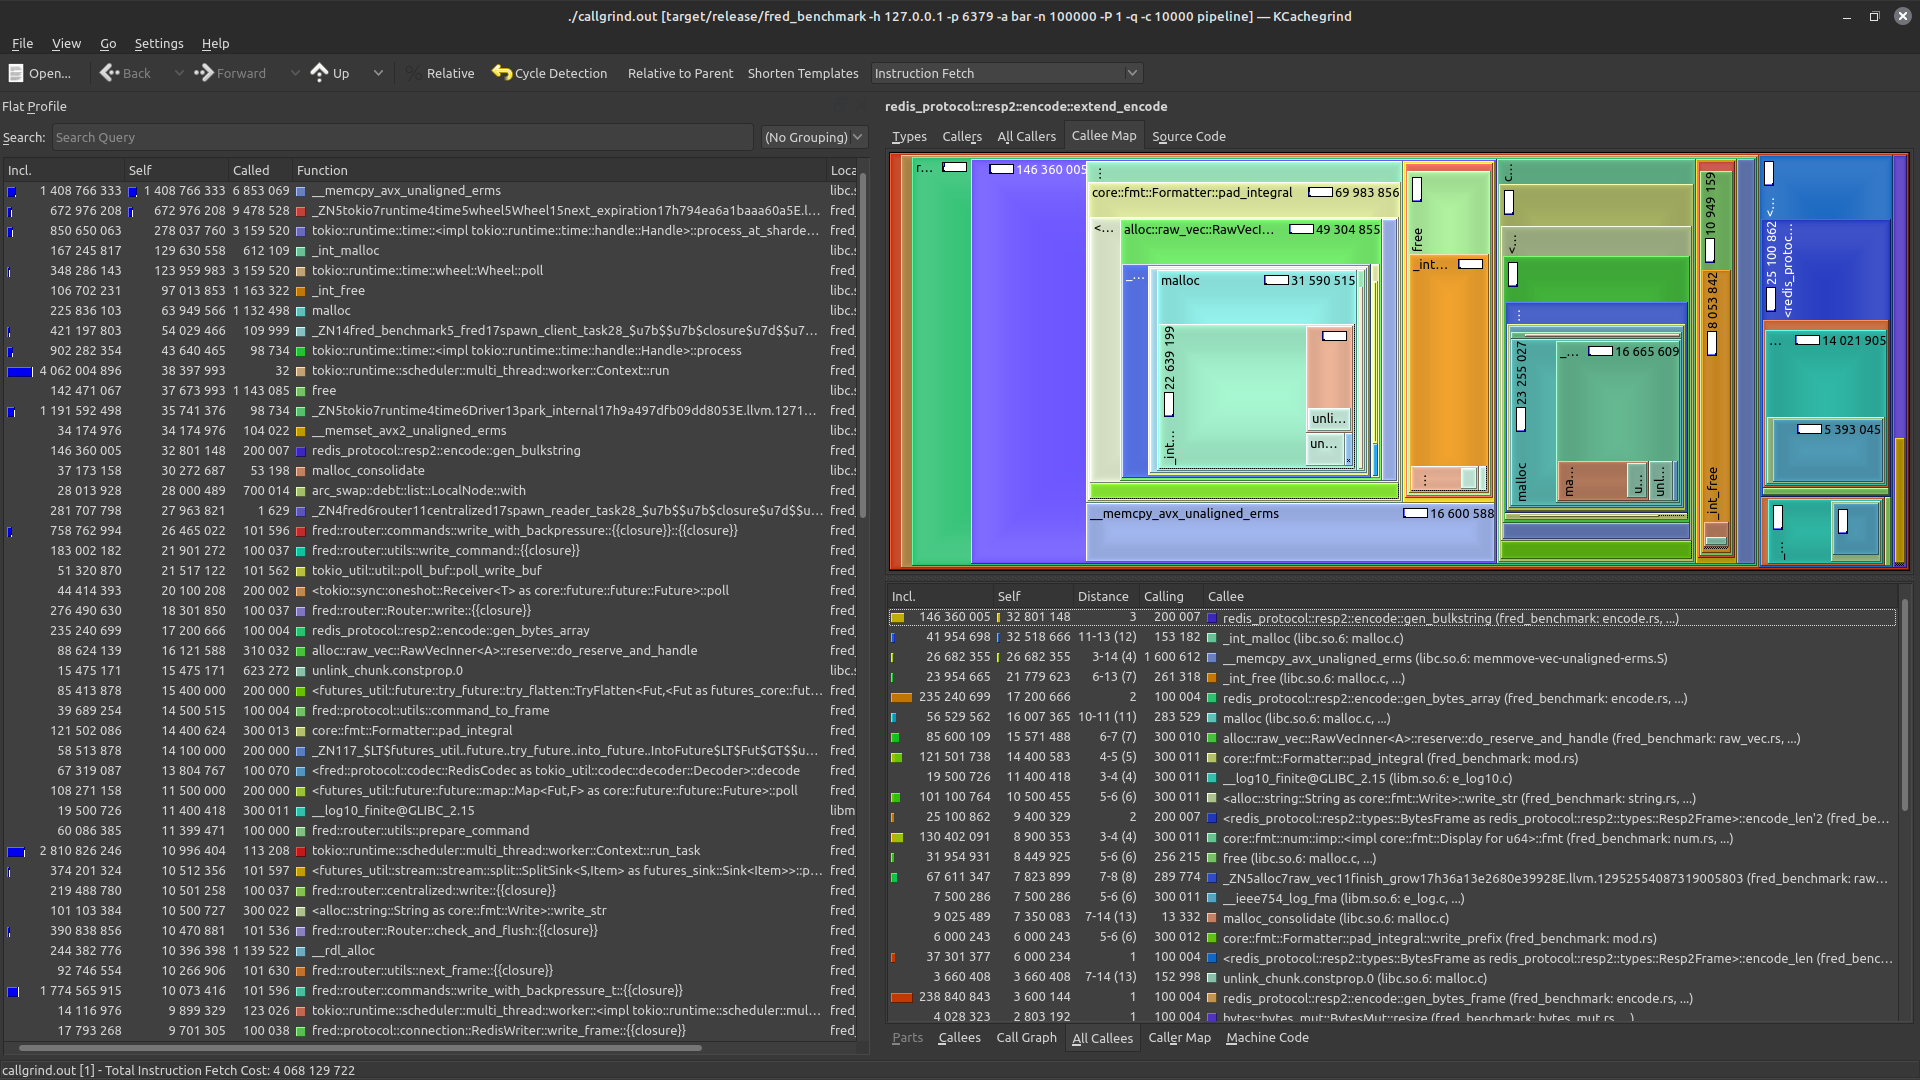 ./callgrind.out [target/release/fred_benchmark -h 127.0.0.1 -p 6379 -a bar -n 100000 -P 1 -q -c 10000 pipeline] — KCachegrind
File View Go Settings Help
Open... Back Forward Up Relative Cycle Detection Relative to Parent Shorten Templates Instruction Fetch
Flat Profile
Search: Search Query (No Grouping)
Incl. Self Called Function Loca
1 408 766 333 1 408 766 333 6 853 069 __memcpy_avx_unaligned_erms libc.s
672 976 208 672 976 208 9 478 528 _ZN5tokio7runtime4time5wheel5Wheel15next_expiration17h794ea6a1baaa60a5E.l... fred_
850 650 063 278 037 760 3 159 520 tokio::runtime::time::<impl tokio::runtime::time::handle::Handle>::process_at_sharde... fred_
167 245 817 129 630 558 612 109 _int_malloc libc.s
348 286 143 123 959 983 3 159 520 tokio::runtime::time::wheel::Wheel::poll fred_
106 702 231 97 013 853 1 163 322 _int_free libc.s
225 836 103 63 949 566 1 132 498 malloc libc.s
421 197 803 54 029 466 109 999 _ZN14fred_benchmark5_fred17spawn_client_task28_$u7b$$u7b$closure$u7d$$u7... fred_
902 282 354 43 640 465 98 734 tokio::runtime::time::<impl tokio::runtime::time::handle::Handle>::process fred_
4 062 004 896 38 397 993 32 tokio::runtime::scheduler::multi_thread::worker::Context::run fred_
142 471 067 37 673 993 1 143 085 free libc.s
1 191 592 498 35 741 376 98 734 _ZN5tokio7runtime4time6Driver13park_internal17h9a497dfb09dd8053E.llvm.1271... fred_
34 174 976 34 174 976 104 022 __memset_avx2_unaligned_erms libc.s
146 360 005 32 801 148 200 007 redis_protocol::resp2::encode::gen_bulkstring fred_
37 173 158 30 272 687 53 198 malloc_consolidate libc.s
28 013 928 28 000 489 700 014 arc_swap::debt::list::LocalNode::with fred_
281 707 798 27 963 821 1 629 _ZN4fred6router11centralized17spawn_reader_task28_$u7b$$u7b$closure$u7d$$u... fred_
758 762 994 26 465 022 101 596 fred::router::commands::write_with_backpressure::{{closure}}::{{closure}} fred_
183 002 182 21 901 272 100 037 fred::router::utils::write_command::{{closure}} fred_
51 320 870 21 517 122 101 562 tokio_util::util::poll_buf::poll_write_buf fred_
44 414 393 20 100 208 200 002 <tokio::sync::oneshot::Receiver<T> as core::future::future::Future>::poll fred_
276 490 630 18 301 850 100 037 fred::router::Router::write::{{closure}} fred_
235 240 699 17 200 666 100 004 redis_protocol::resp2::encode::gen_bytes_array fred_
88 624 139 16 121 588 310 032 alloc::raw_vec::RawVecInner<A>::reserve::do_reserve_and_handle fred_
15 475 171 15 475 171 623 272 unlink_chunk.constprop.0 libc.s
85 413 878 15 400 000 200 000 <futures_util::future::try_future::try_flatten::TryFlatten<Fut,<Fut as futures_core::fut... fred_
39 689 254 14 500 515 100 004 fred::protocol::utils::command_to_frame fred_
121 502 086 14 400 624 300 013 core::fmt::Formatter::pad_integral fred_
58 513 878 14 100 000 200 000 _ZN117_$LT$futures_util..future..try_future..into_future..IntoFuture$LT$Fut$GT$$u... fred_
67 319 087 13 804 767 100 070 <fred::protocol::codec::RedisCodec as tokio_util::codec::decoder::Decoder>::decode fred_
108 271 158 11 500 000 200 000 <futures_util::future::future::map::Map<Fut,F> as core::future::future::Future>::poll fred_
19 500 726 11 400 418 300 011 __log10_finite@GLIBC_2.15 libm
60 086 385 11 399 471 100 000 fred::router::utils::prepare_command fred_
2 810 826 246 10 996 404 113 208 tokio::runtime::scheduler::multi_thread::worker::Context::run_task fred_
374 201 324 10 512 356 101 597 <futures_util::stream::stream::split::SplitSink<S,Item> as futures_sink::Sink<Item>>::p... fred_
219 488 780 10 501 258 100 037 fred::router::centralized::write::{{closure}} fred_
101 103 384 10 500 727 300 022 <alloc::string::String as core::fmt::Write>::write_str fred_
390 838 856 10 470 881 101 536 fred::router::Router::check_and_flush::{{closure}} fred_
244 382 776 10 396 398 1 139 522 __rdl_alloc fred_
92 746 554 10 266 906 101 630 fred::router::utils::next_frame::{{closure}} fred_
1 774 565 915 10 073 416 101 596 fred::router::commands::write_with_backpressure_t::{{closure}} fred_
14 116 976 9 899 329 123 026 tokio::runtime::scheduler::multi_thread::worker::<impl tokio::runtime::scheduler::mul... fred_
17 793 268 9 701 305 100 038 fred::protocol::connection::RedisWriter::write_frame::{{closure}} fred_
redis_protocol::resp2::encode::extend_encode
Types Callers All Callers Callee Map Source Code
r... 146 360 005
core::fmt::Formatter::pad_integral 69 983 856
<... alloc::raw_vec::RawVecI... 49 304 855
_... malloc 31 590 515
22 639 199 _int...
unli...
un...
__memcpy_avx_unaligned_erms 16 600 588
free
_int...
c...
<...
malloc 23 255 027
_... 16 665 609
ma... u... unl...
10 949 159
_int_free 8 053 842
25 100 862 <...
<redis_protoc...
... 14 021 905
5 393 045
Incl. Self Distance Calling Callee
146 360 005 32 801 148 3 200 007 redis_protocol::resp2::encode::gen_bulkstring (fred_benchmark: encode.rs, ...)
41 954 698 32 518 666 11-13 (12) 153 182 _int_malloc (libc.so.6: malloc.c)
26 682 355 26 682 355 3-14 (4) 1 600 612 __memcpy_avx_unaligned_erms (libc.so.6: memmove-vec-unaligned-erms.S)
23 954 665 21 779 623 6-13 (7) 261 318 _int_free (libc.so.6: malloc.c, ...)
235 240 699 17 200 666 2 100 004 redis_protocol::resp2::encode::gen_bytes_array (fred_benchmark: encode.rs, ...)
56 529 562 16 007 365 10-11 (11) 283 529 malloc (libc.so.6: malloc.c, ...)
85 600 109 15 571 488 6-7 (7) 300 010 alloc::raw_vec::RawVecInner<A>::reserve::do_reserve_and_handle (fred_benchmark: raw_vec.rs, ...)
121 501 738 14 400 583 4-5 (5) 300 011 core::fmt::Formatter::pad_integral (fred_benchmark: mod.rs)
19 500 726 11 400 418 3-4 (4) 300 011 __log10_finite@GLIBC_2.15 (libm.so.6: e_log10.c)
101 100 764 10 500 455 5-6 (6) 300 011 <alloc::string::String as core::fmt::Write>::write_str (fred_benchmark: string.rs, ...)
25 100 862 9 400 329 2 200 007 <redis_protocol::resp2::types::BytesFrame as redis_protocol::resp2::types::Resp2Frame>::encode_len'2 (fred_be...
130 402 091 8 900 353 3-4 (4) 300 011 core::fmt::num::imp::<impl core::fmt::Display for u64>::fmt (fred_benchmark: num.rs, ...)
31 954 931 8 449 925 5-6 (6) 256 215 free (libc.so.6: malloc.c, ...)
67 611 347 7 823 899 7-8 (8) 289 774 _ZN5alloc7raw_vec11finish_grow17h36a13e2680e39928E.llvm.12952554087319005803 (fred_benchmark: raw...
7 500 286 7 500 286 5-6 (6) 300 011 __ieee754_log_fma (libm.so.6: e_log.c, ...)
9 025 489 7 350 083 7-14 (13) 13 332 malloc_consolidate (libc.so.6: malloc.c)
6 000 243 6 000 243 5-6 (6) 300 012 core::fmt::Formatter::pad_integral::write_prefix (fred_benchmark: mod.rs)
37 301 377 6 000 234 1 100 004 <redis_protocol::resp2::types::BytesFrame as redis_protocol::resp2::types::Resp2Frame>::encode_len (fred_benc...
3 660 408 3 660 408 7-14 (13) 152 998 unlink_chunk.constprop.0 (libc.so.6: malloc.c)
238 840 843 3 600 144 1 100 004 redis_protocol::resp2::encode::gen_bytes_frame (fred_benchmark: encode.rs, ...)
4 028 323 2 803 192 1 100 004 bytes::bytes_mut::BytesMut::resize (fred_benchmark: bytes_mut.rs, ...)
Parts Callees Call Graph All Callees Caller Map Machine Code
callgrind.out [1] - Total Instruction Fetch Cost: 4 068 129 722